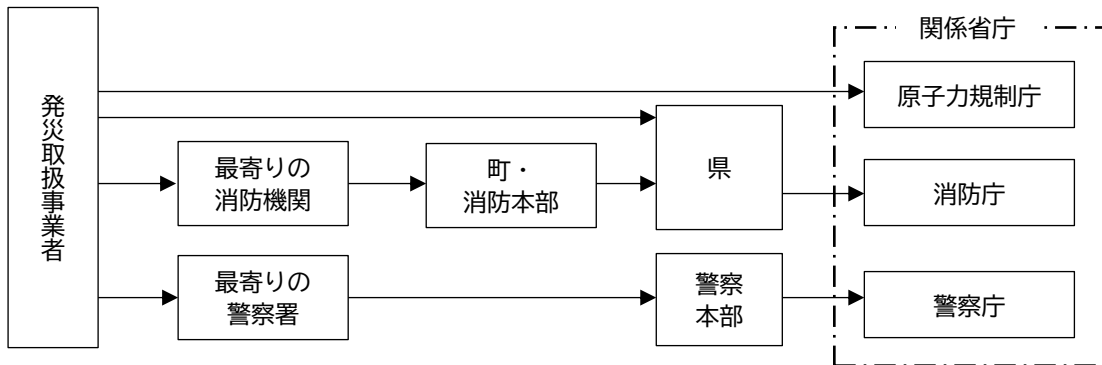 関係省庁
発災取扱事業者
原子力規制庁
最寄りの
消防機関
町・
消防本部
県
消防庁
最寄りの
警察署
警察
本部
警察庁